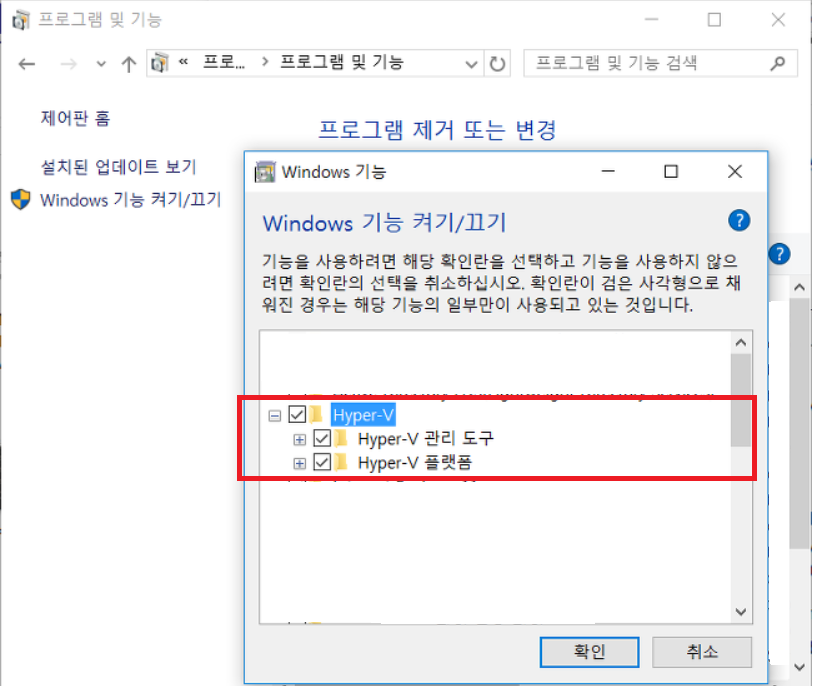 프로그램 및 기능
« 프로... > 프로그램 및 기능
프로그램 및 기능 검색
제어판 홈
프로그램 제거 또는 변경
설치된 업데이트 보기
Windows 기능 켜기/끄기
Windows 기능
Windows 기능 켜기/끄기
기능을 사용하려면 해당 확인란을 선택하고 기능을 사용하지 않으
려면 확인란의 선택을 취소하십시오. 확인란이 검은 사각형으로 채
워진 경우는 해당 기능의 일부만이 사용되고 있는 것입니다.
Hyper-V
Hyper-V 관리 도구
Hyper-V 플랫폼
확인
취소